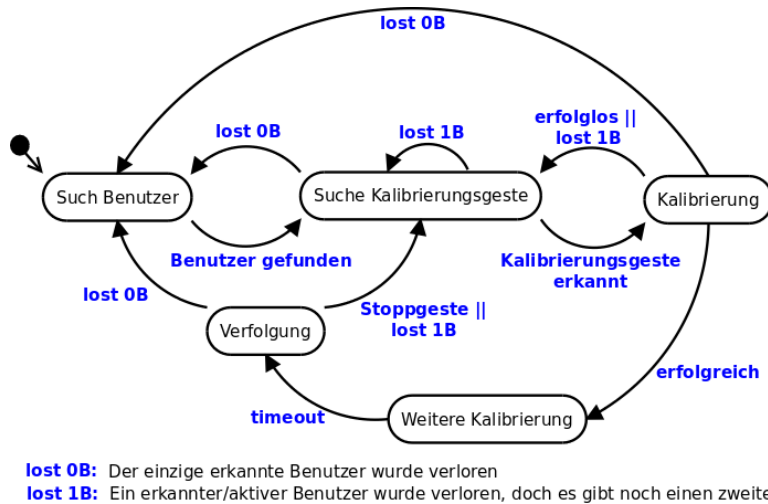 lost 0B
erfolglos ||
lost 1B
lost 0B
lost 1B
Such Benutzer
Suche Kalibrierungsgeste
Kalibrierung
Benutzer gefunden
Kalibrierungsgeste
erkannt
lost 0B
Stoppgeste ||
lost 1B
Verfolgung
erfolgreich
timeout
Weitere Kalibrierung
lost 0B: Der einzige erkannte Benutzer wurde verloren
lost 1B: Ein erkannter/aktiver Benutzer wurde verloren, doch es gibt noch einen zweite